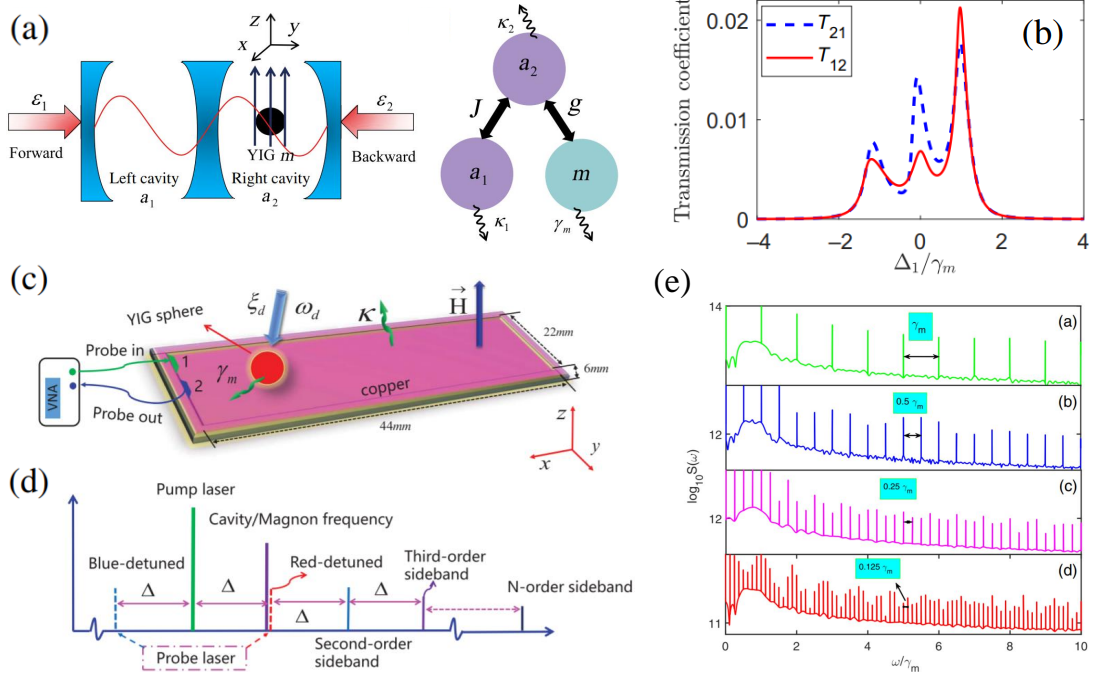 (a)
z
y
x
ε₁
ε₂
Forward
YIG m
Backward
Left cavity
a₁
Right cavity
a₂
κ₂
a₂
J
g
a₁
m
κ₁
γₘ
(b)
T₂₁
T₁₂
Transmission coefficient
0.02
0.01
0
−4
−2
0
2
4
Δ₁/γₘ
(c)
YIG sphere
ξ_d
ω_d
κ
H
22mm
6mm
Probe in
1
VNA
γₘ
2
copper
Probe out
44mm
z
y
x
(d)
Pump laser
Cavity/Magnon frequency
Blue-detuned
Red-detuned
Third-order
sideband
N-order sideband
Δ
Δ
Δ
Δ
Second-order
sideband
Probe laser
(e)
14
(a)
γₘ
(b)
0.5 γₘ
12
log₁₀S(ω)
(c)
0.25 γₘ
12
(d)
0.125 γₘ
11
0
2
4
6
8
10
ω/γₘ